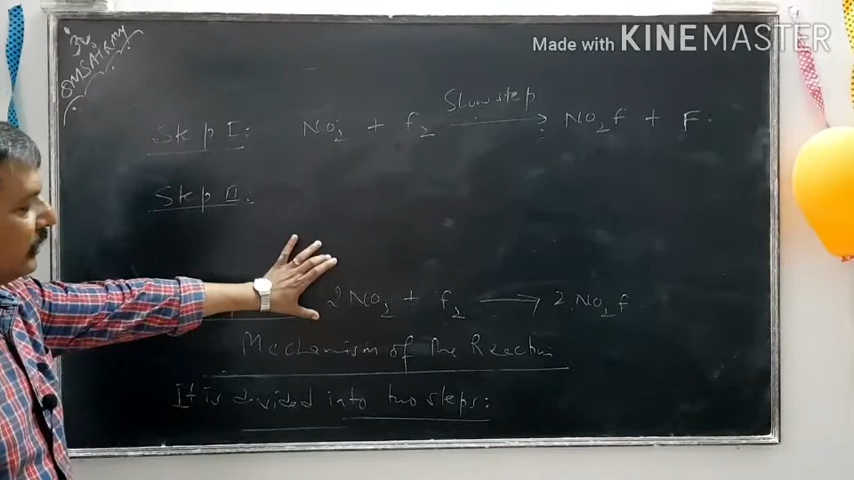 Made with KINEMASTER
Step I: NO2 + F2 Slow step → NO2F + F.
Step II:
2NO2 + F2 → 2NO2F
Mechanism of the Reaction
It is divided into two steps: